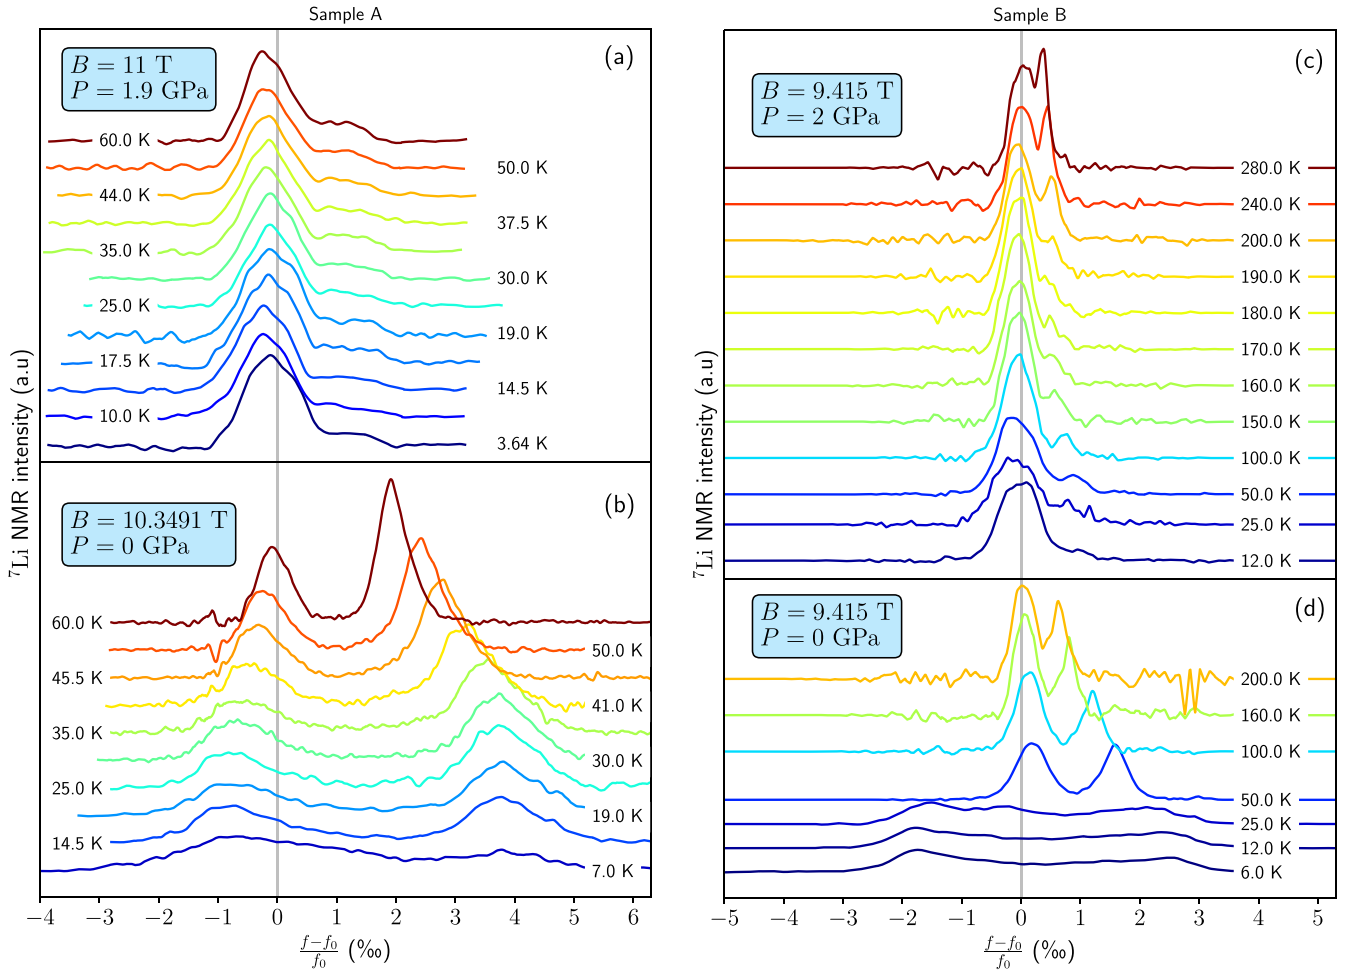 Sample A
Sample B
B = 11 T
P = 1.9 GPa
(a)
60.0 K
50.0 K
44.0 K
37.5 K
35.0 K
30.0 K
25.0 K
19.0 K
17.5 K
14.5 K
10.0 K
3.64 K
B = 10.3491 T
P = 0 GPa
(b)
60.0 K
50.0 K
45.5 K
41.0 K
35.0 K
30.0 K
25.0 K
19.0 K
14.5 K
7.0 K
⁷Li NMR intensity (a.u)
−4 −3 −2 −1 0 1 2 3 4 5 6
f−f₀
f₀ (‰)
B = 9.415 T
P = 2 GPa
(c)
280.0 K
240.0 K
200.0 K
190.0 K
180.0 K
170.0 K
160.0 K
150.0 K
100.0 K
50.0 K
25.0 K
12.0 K
B = 9.415 T
P = 0 GPa
(d)
200.0 K
160.0 K
100.0 K
50.0 K
25.0 K
12.0 K
6.0 K
⁷Li NMR intensity (a.u)
−5 −4 −3 −2 −1 0 1 2 3 4 5
f−f₀
f₀ (‰)